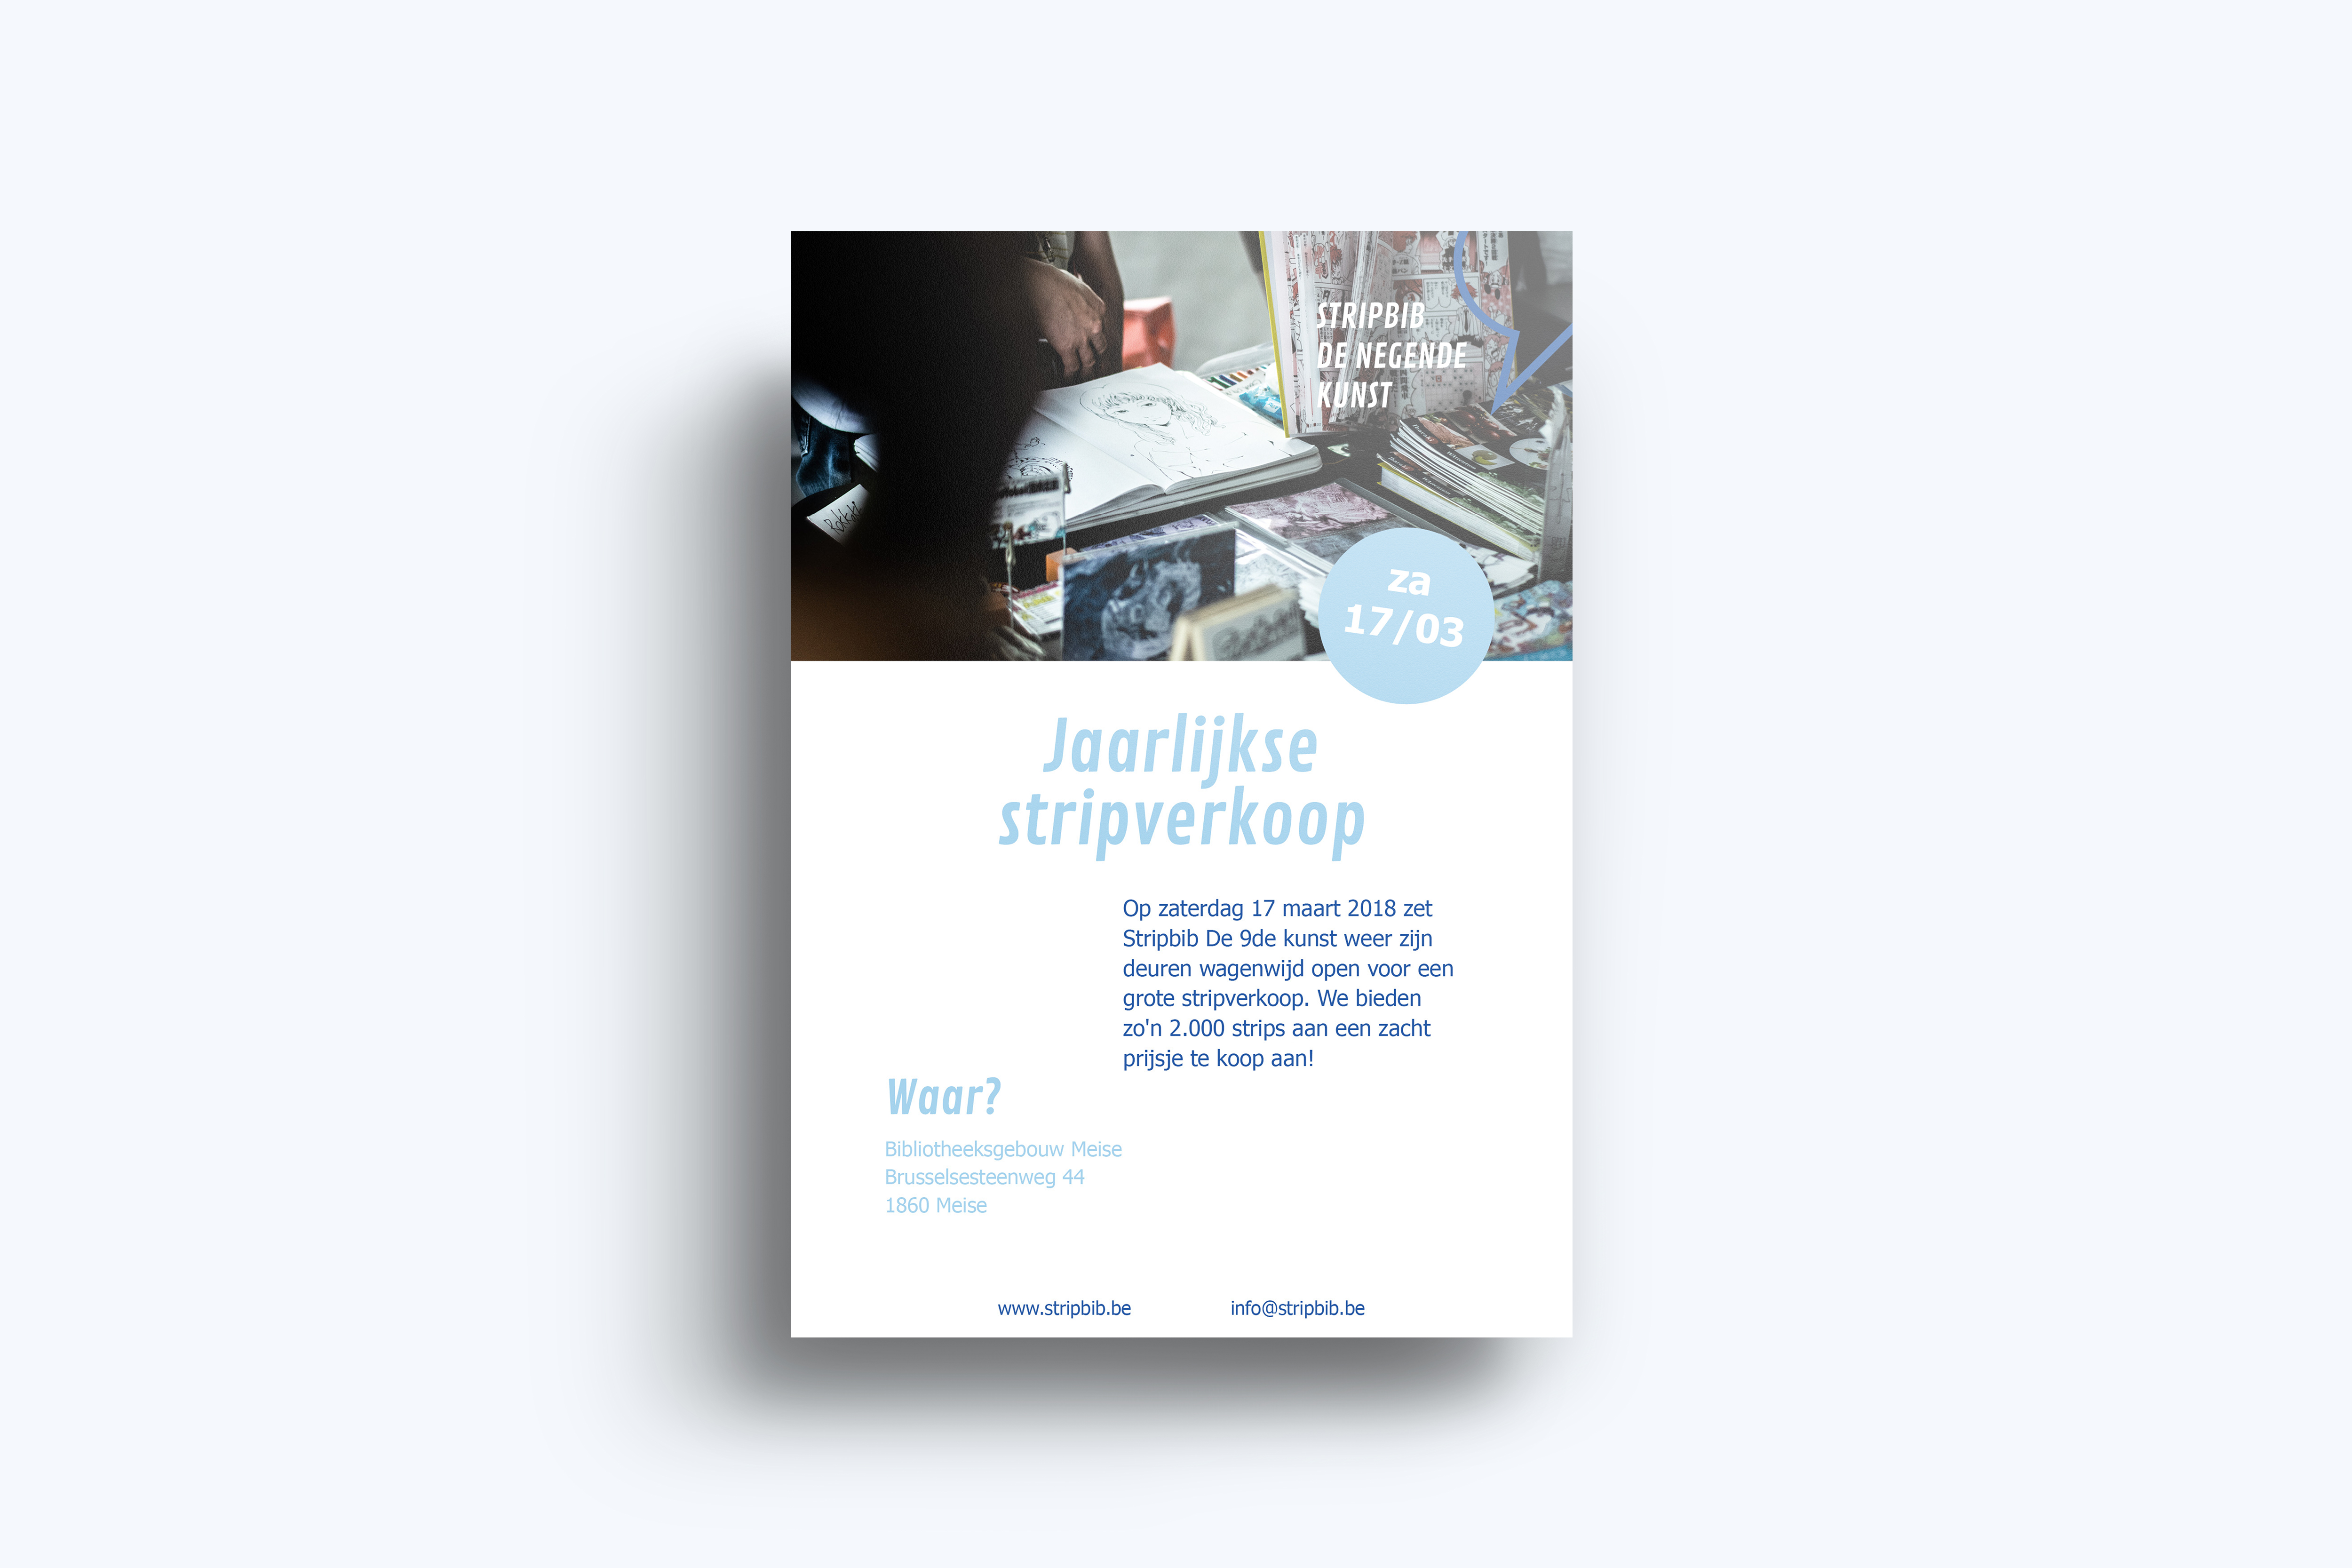 STRIPBIB
DE NEGENDE
KUNST
za
17/03
Jaarlijkse
stripverkoop
Op zaterdag 17 maart 2018 zet
Stripbib De 9de kunst weer zijn
deuren wagenwijd open voor een
grote stripverkoop. We bieden
zo'n 2.000 strips aan een zacht
prijsje te koop aan!
Waar?
Bibliotheeksgebouw Meise
Brusselsesteenweg 44
1860 Meise
www.stripbib.be
info@stripbib.be